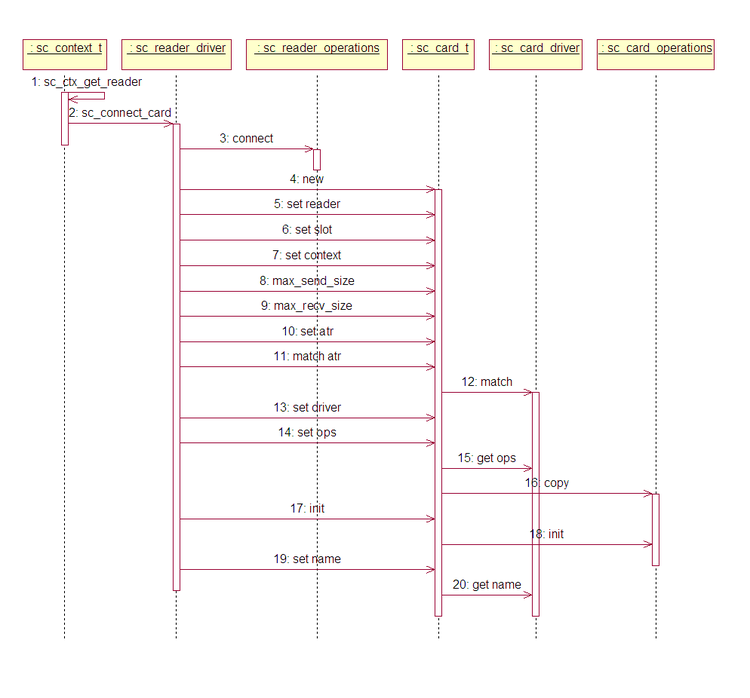 : sc_context_t
: sc_reader_driver
: sc_reader_operations
: sc_card_t
: sc_card_driver
: sc_card_operations
1: sc_ctx_get_reader
2: sc_connect_card
3: connect
4: new
5: set reader
6: set slot
7: set context
8: max_send_size
9: max_recv_size
10: set atr
11: match atr
12: match
13: set driver
14: set ops
15: get ops
16: copy
17: init
18: init
19: set name
20: get name